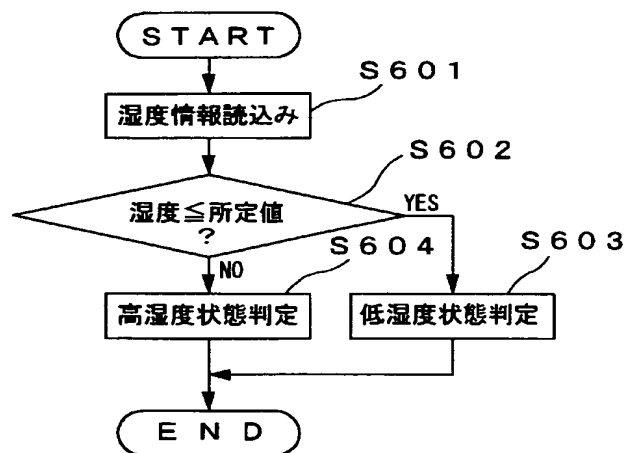 START
S601
湿度情報読込み
S602
湿度≦所定値
?
YES
NO
S604
S603
高湿度状態判定
低湿度状態判定
END